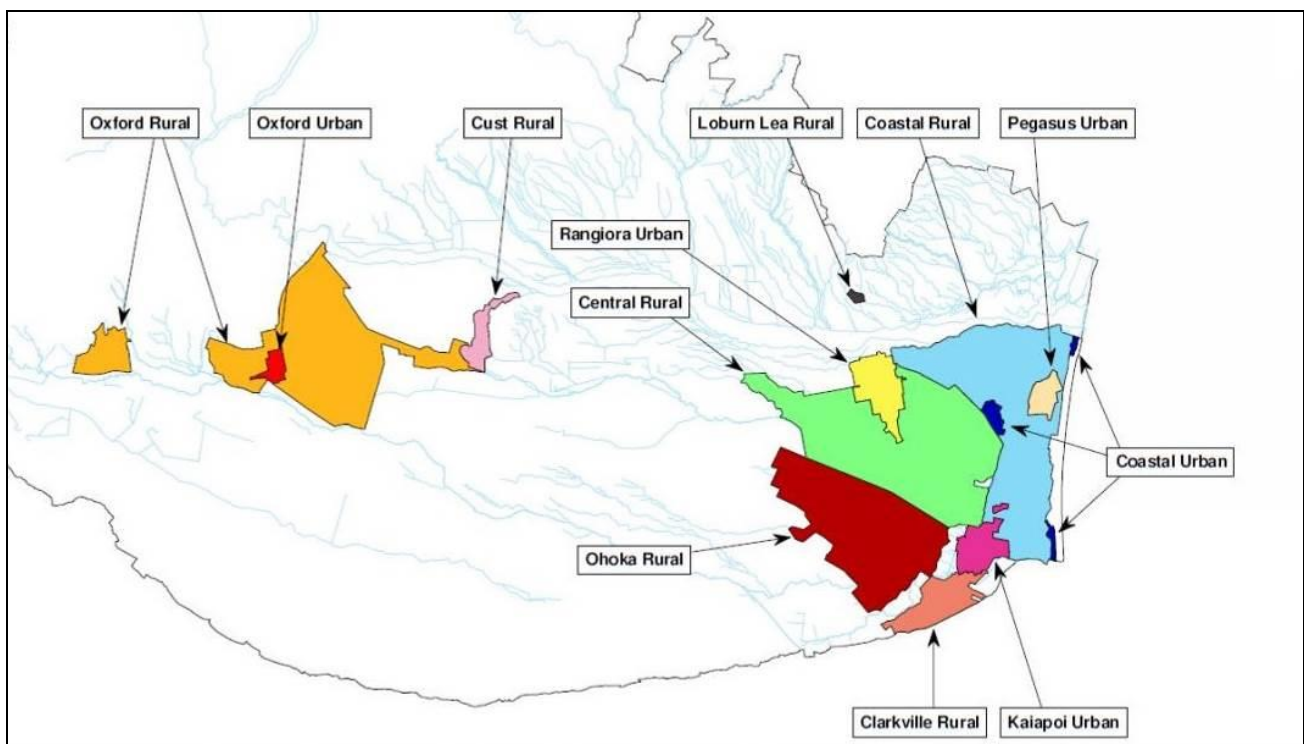 Oxford Rural
Oxford Urban
Cust Rural
Loburn Lea Rural
Coastal Rural
Pegasus Urban
Rangiora Urban
Central Rural
Coastal Urban
Ohoka Rural
Clarkville Rural
Kaiapoi Urban